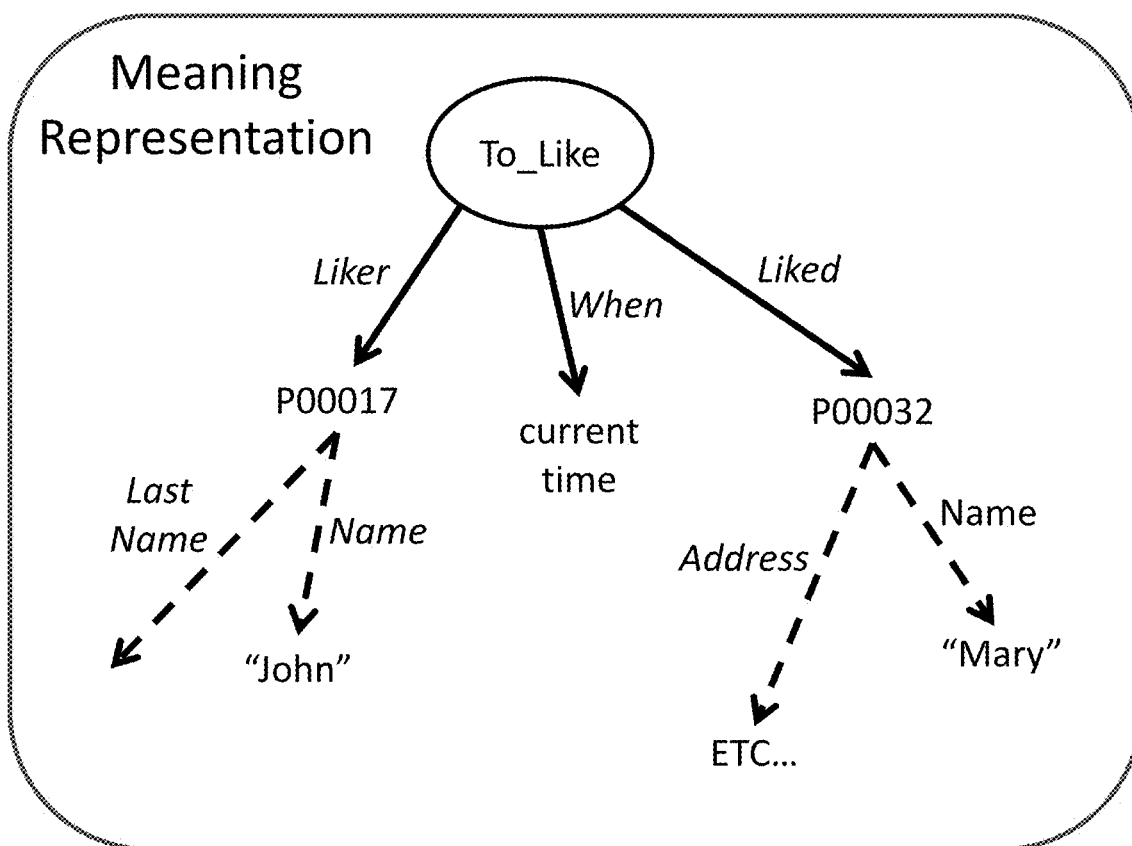 Meaning
Representation
To_Like
Liker
When
Liked
P00017
current
time
P00032
Last
Name
Name
Address
Name
"John"
"Mary"
ETC...